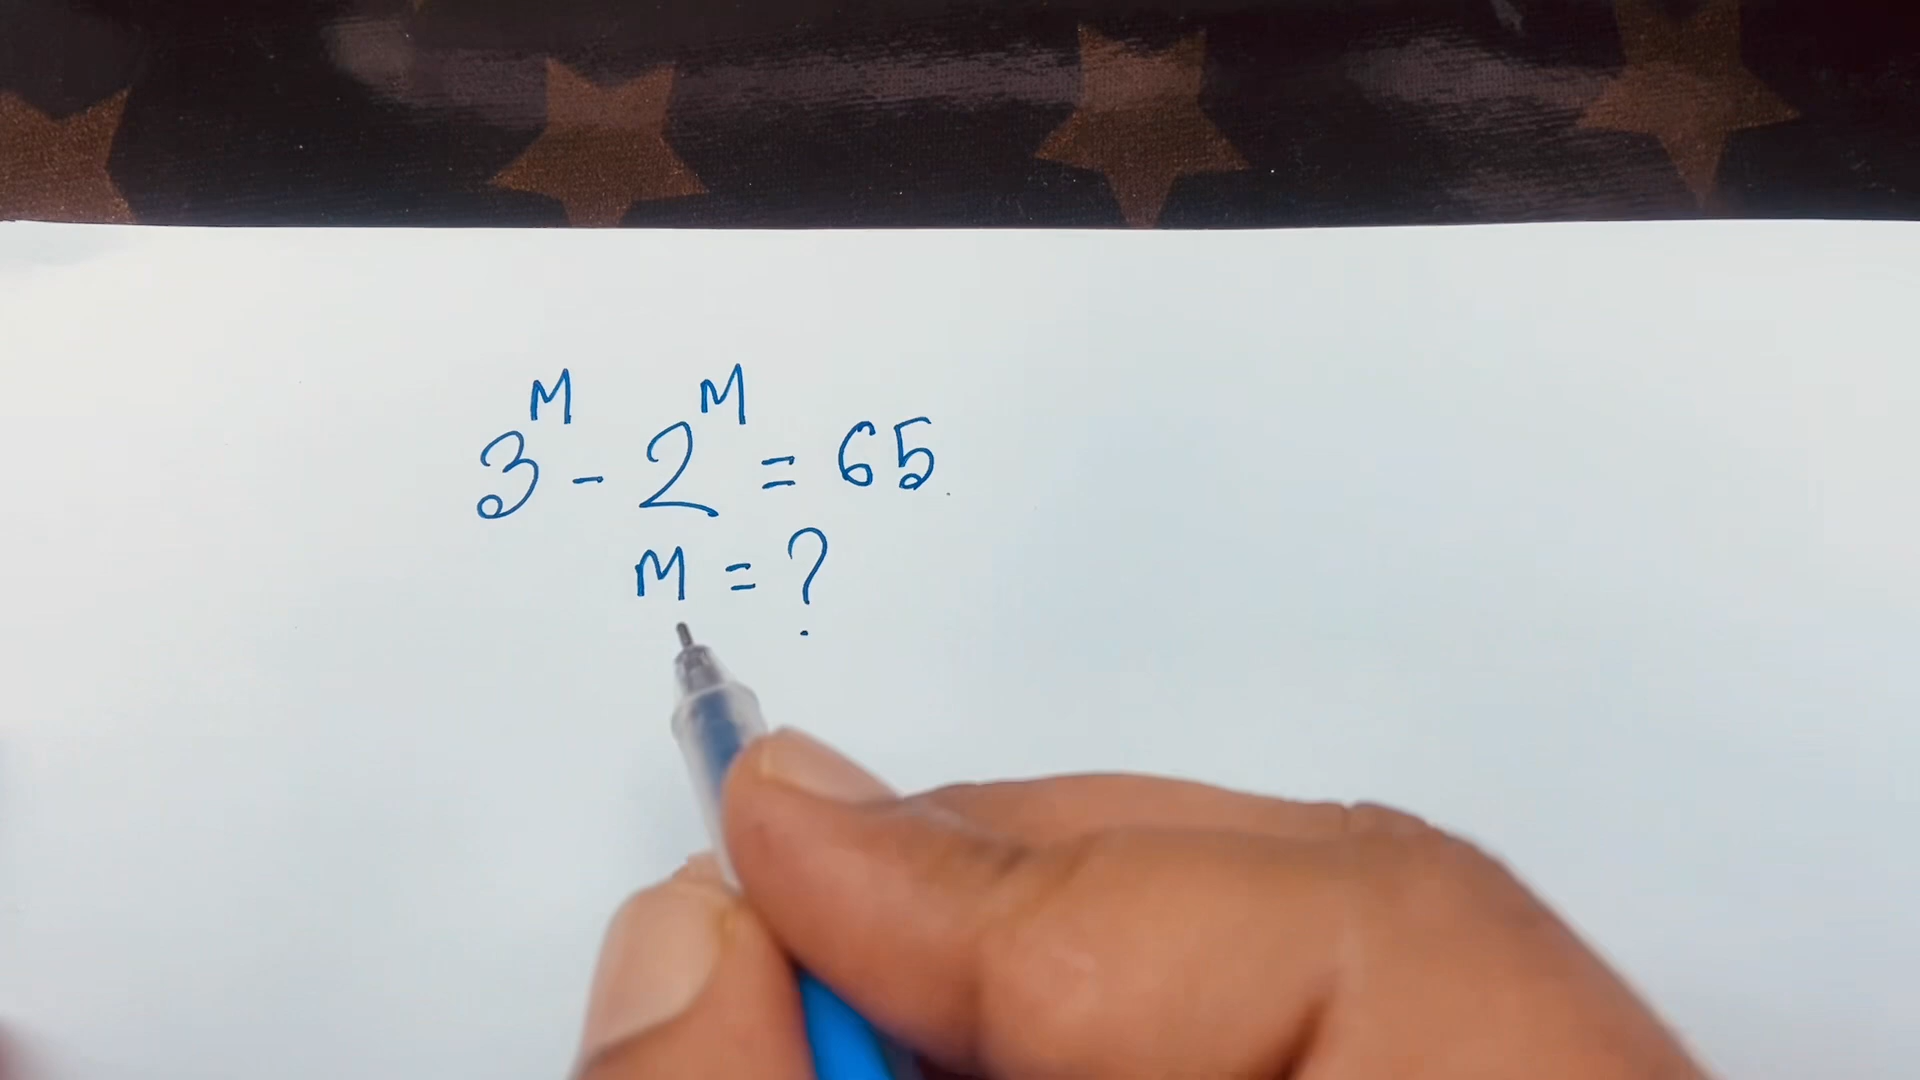 3^M - 2^M = 65
M = ?